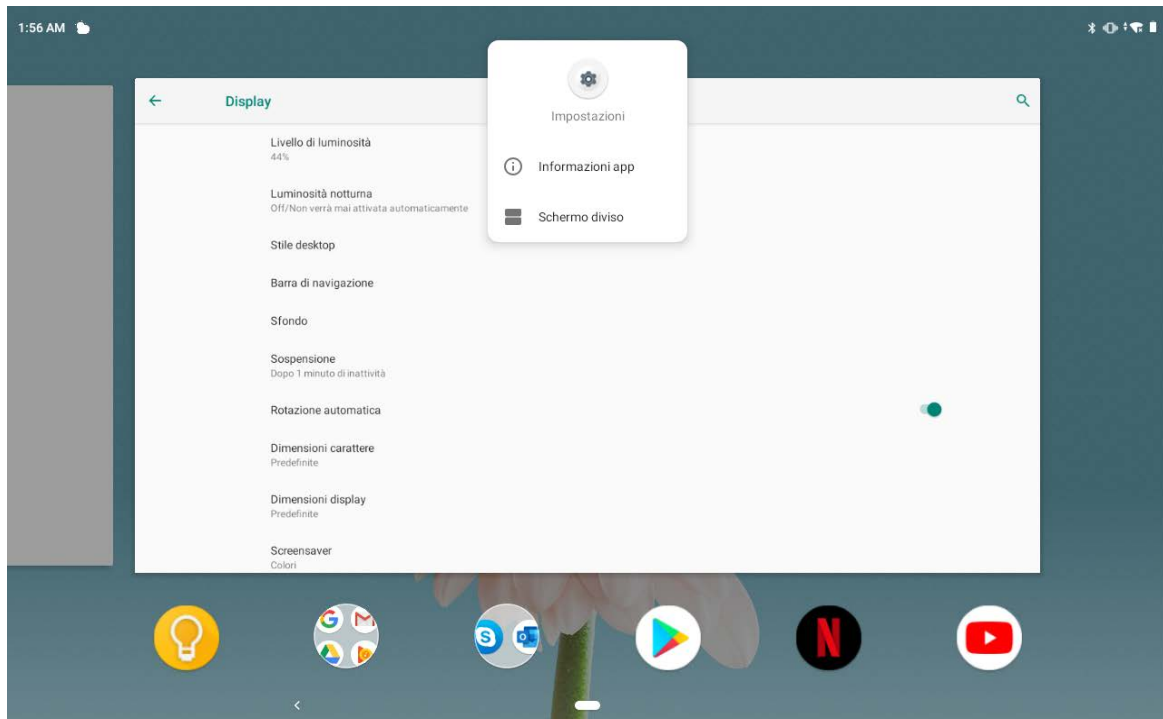 1:56 AM
Impostazioni
Informazioni app
Schermo diviso
Display
Livello di luminosità
44%
Luminosità notturna
Off/Non verrà mai attivata automaticamente
Stile desktop
Barra di navigazione
Sfondo
Sospensione
Dopo 1 minuto di inattività
Rotazione automatica
Dimensioni carattere
Predefinite
Dimensioni display
Predefinite
Screensaver
Colori